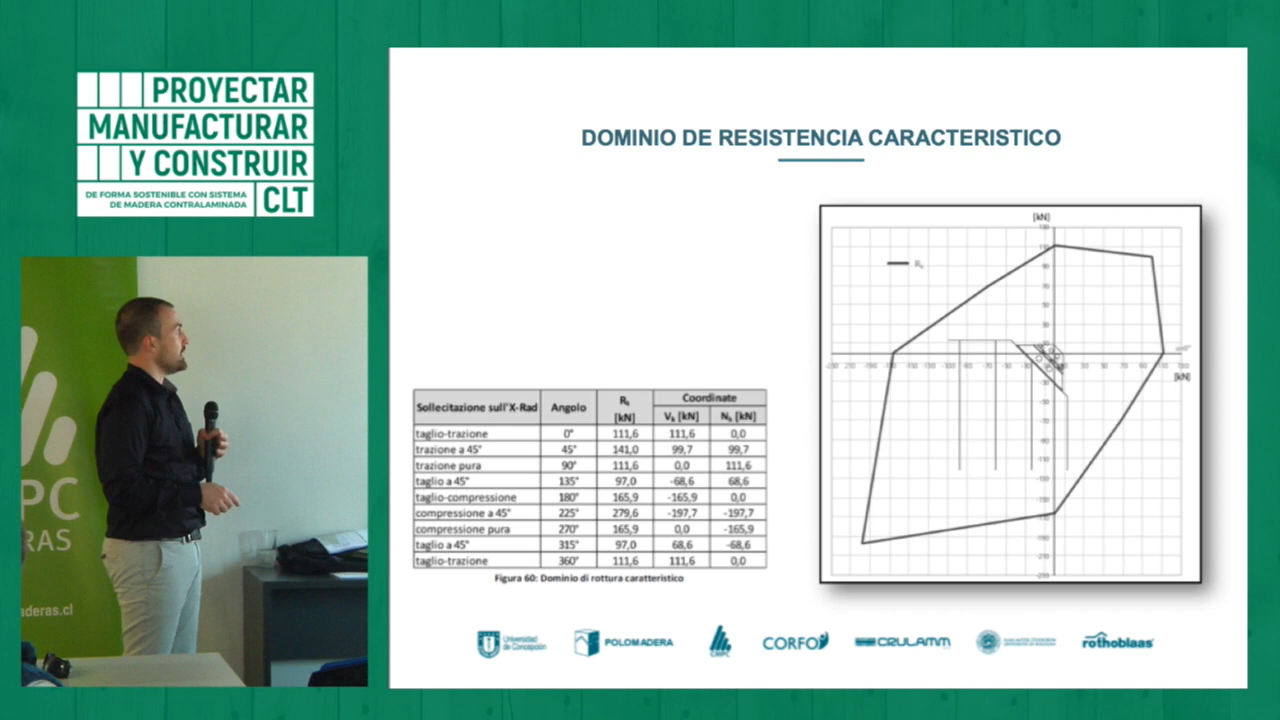 PROYECTAR
MANUFACTURAR
Y CONSTRUIR
DE FORMA SOSTENIBLE CON SISTEMA
DE MADERA CONTRALAMINADA
CLT
DOMINIO DE RESISTENCIA CARACTERISTICO
Sollecitazione sull'X-Rad Angolo Rk [kN] Coordinate
Vk [kN] Nk [kN]
taglio-trazione 0° 111,6 111,6 0,0
trazione a 45° 45° 141,0 99,7 99,7
trazione pura 90° 111,6 0,0 111,6
taglio a 45° 135° 97,0 -68,6 68,6
taglio-compressione 180° 165,9 -165,9 0,0
compressione a 45° 225° 279,6 -197,7 -197,7
compressione pura 270° 165,9 0,0 -165,9
taglio a 45° 315° 97,0 68,6 -68,6
taglio-trazione 360° 111,6 111,6 0,0
Figura 60: Dominio di rottura caratteristico
[kN]
Rk
[kN]
Universidad
de Concepción
POLOMADERA
CMPC
CORFO
CRULAMM
rothoblaas